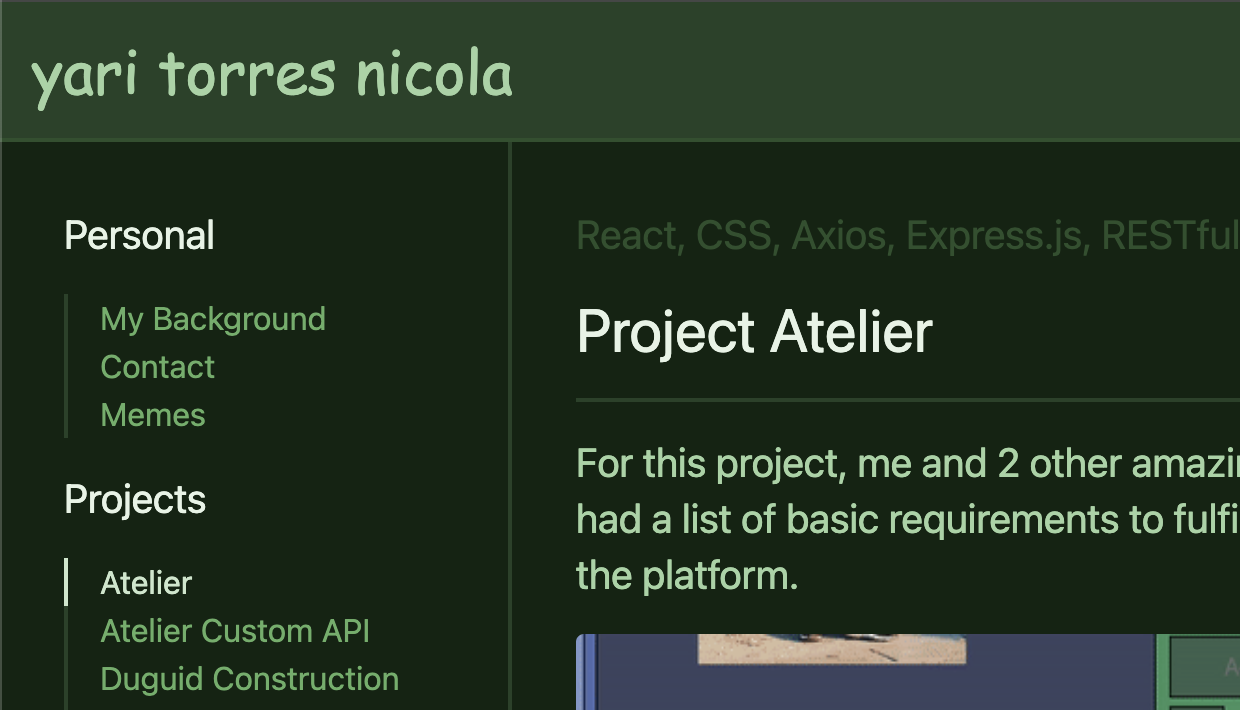 yari torres nicola
Personal
My Background
Contact
Memes
Projects
Atelier
Atelier Custom API
Duguid Construction
React, CSS, Axios, Express.js, RESTful
Project Atelier
For this project, me and 2 other amazi
had a list of basic requirements to fulfi
the platform.
A